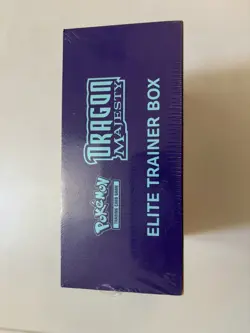 POKÉMON
TRADING CARD GAME
DRAGON
MAJESTY
ELITE TRAINER BOX